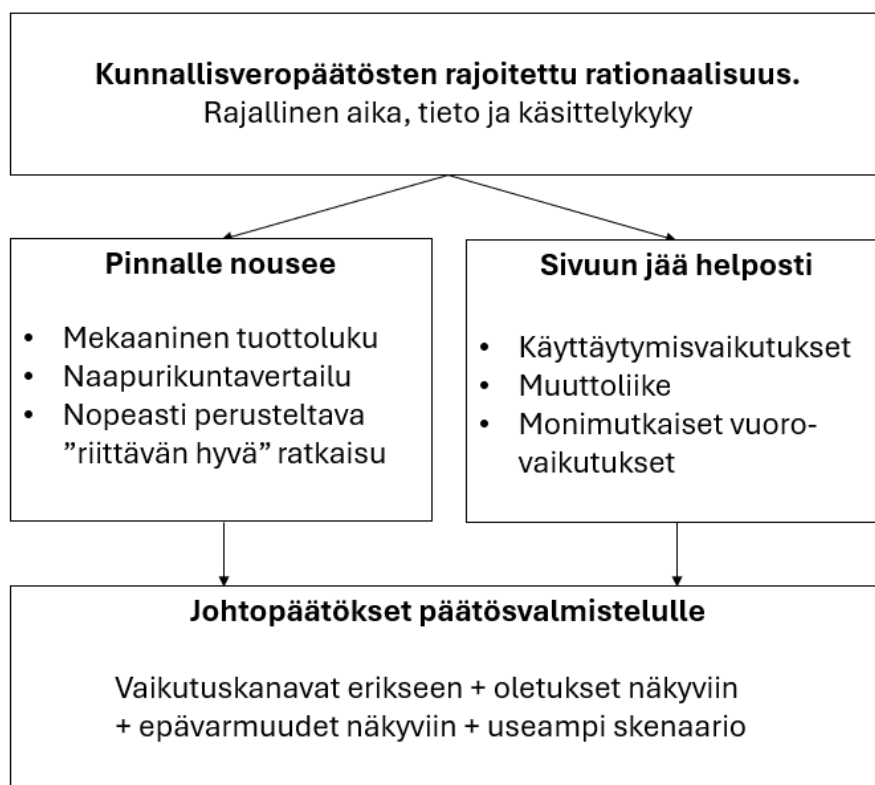 Kunnallisveropäätösten rajoitettu rationaalisuus.
Rajallinen aika, tieto ja käsittelykyky
Pinnalle nousee
• Mekaaninen tuottoluku
• Naapurikuntavertailu
• Nopeasti perusteltava
”riittävän hyvä” ratkaisu
Sivuun jää helposti
• Käyttäytymisvaikutukset
• Muuttoliike
• Monimutkaiset vuoro-
vaikutukset
Johtopäätökset päätösvalmistelulle
Vaikutuskanavat erikseen + oletukset näkyviin
+ epävarmuudet näkyviin + useampi skenaario